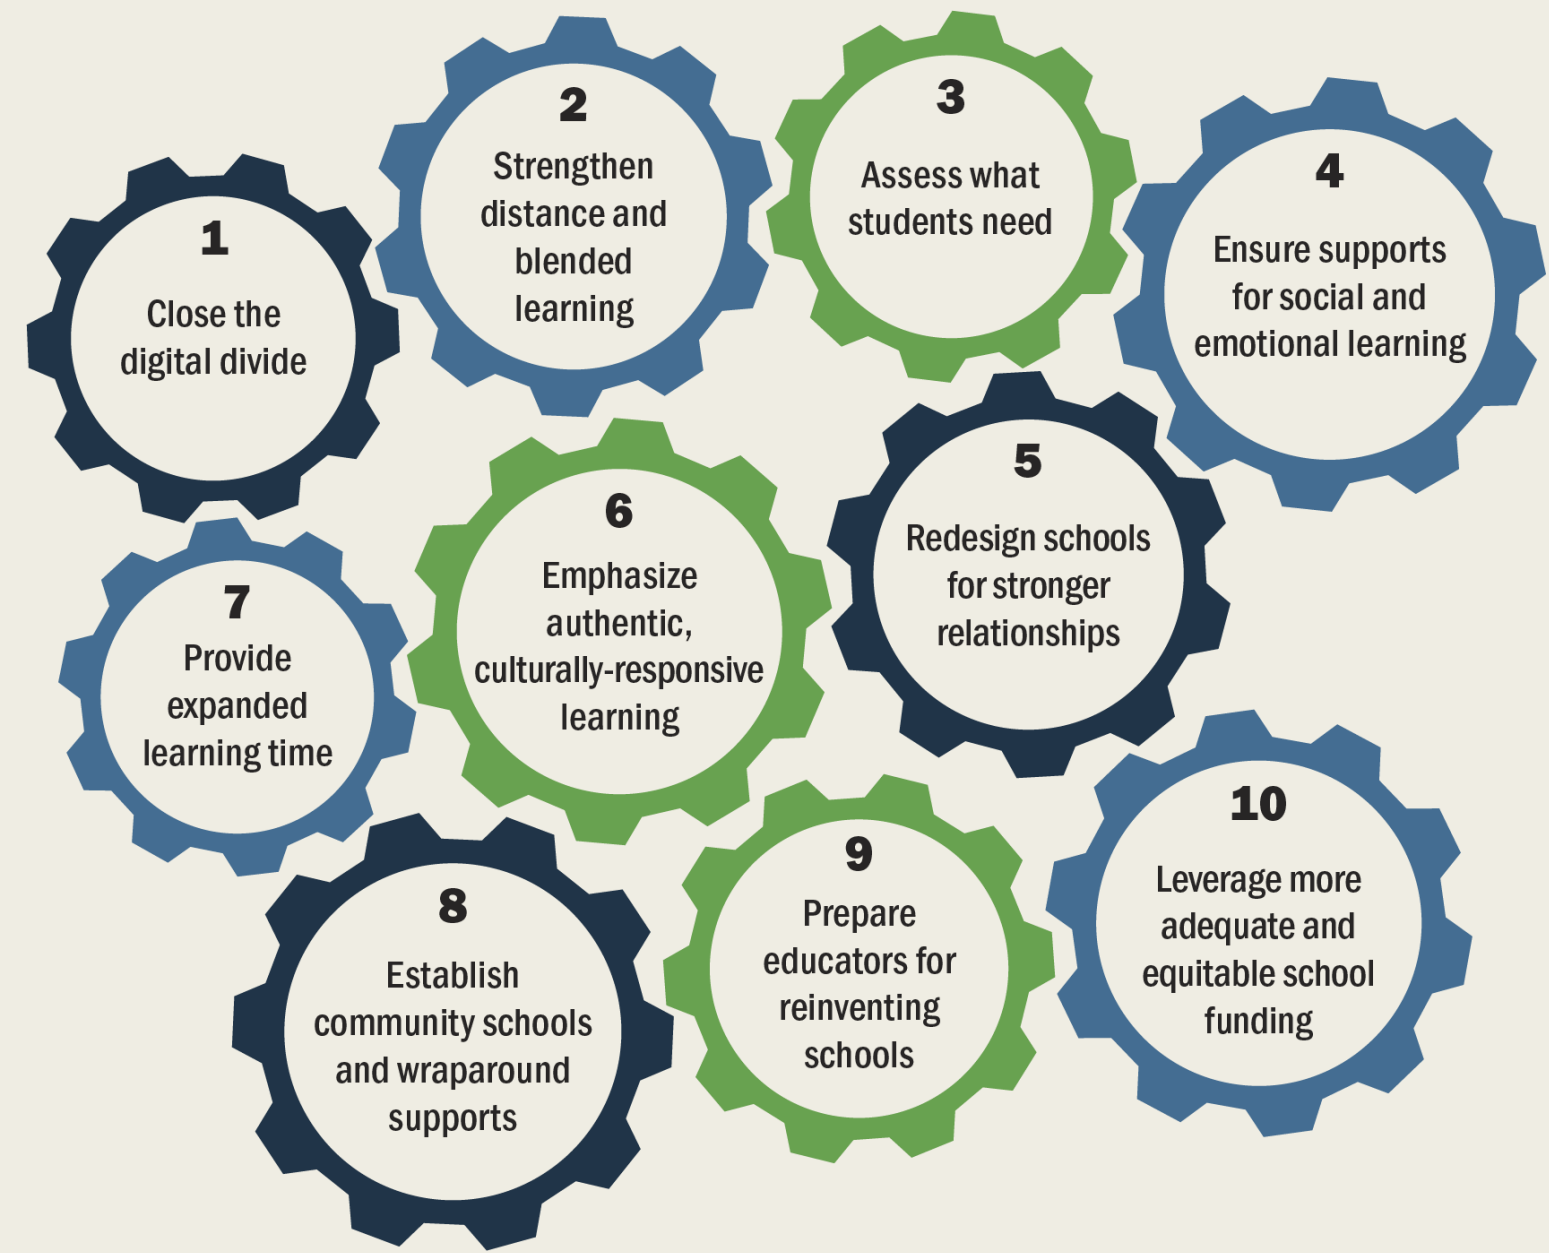 1
Close the
digital divide
2
Strengthen
distance and
blended
learning
3
Assess what
students need
4
Ensure supports
for social and
emotional learning
5
Redesign schools
for stronger
relationships
6
Emphasize
authentic,
culturally-responsive
learning
7
Provide
expanded
learning time
8
Establish
community schools
and wraparound
supports
9
Prepare
educators for
reinventing
schools
10
Leverage more
adequate and
equitable school
funding